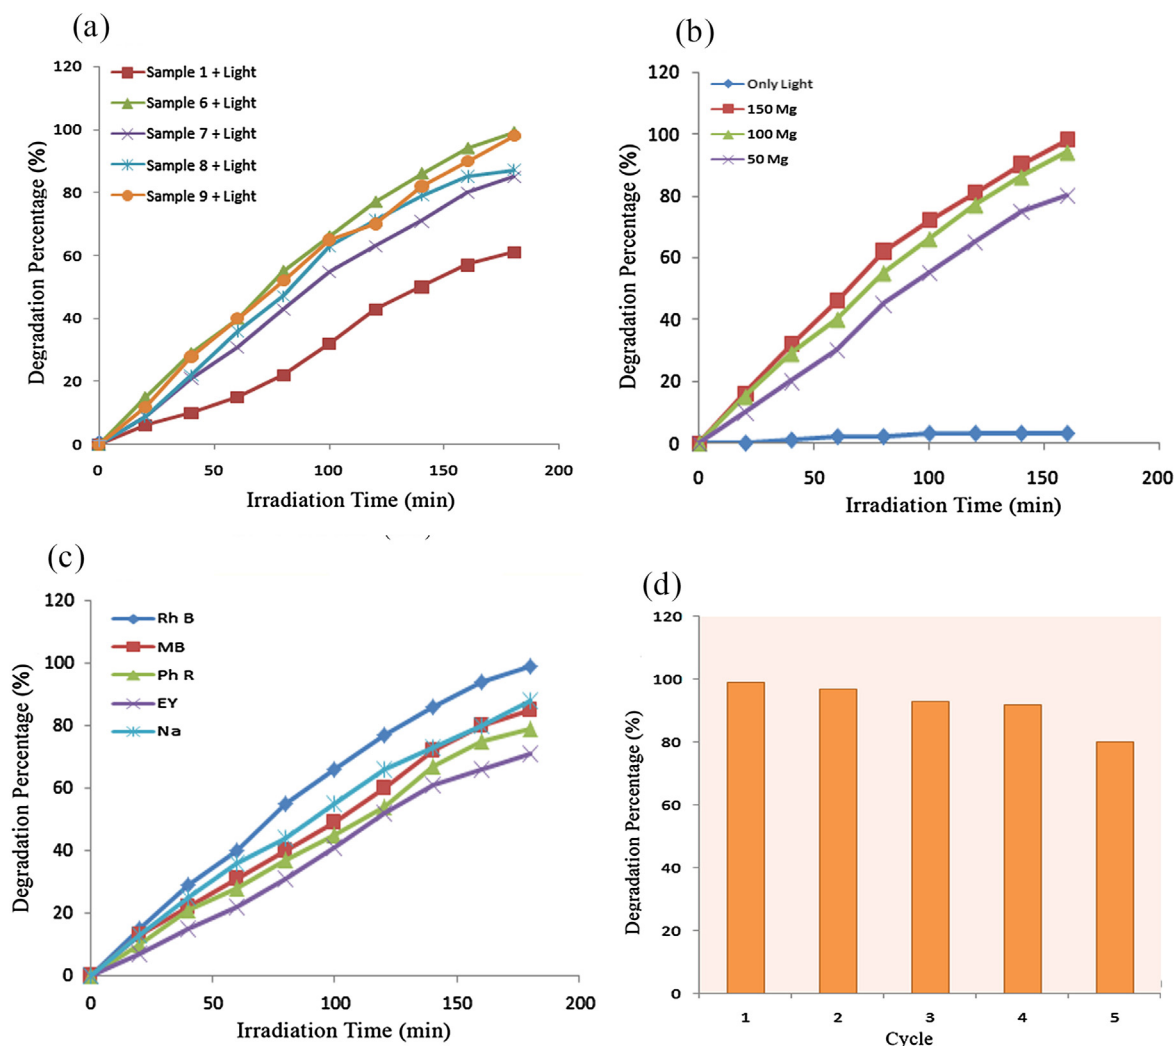 (a)
120
100
80
60
40
20
0
Degradation Percentage (%)
Sample 1 + Light
Sample 6 + Light
Sample 7 + Light
Sample 8 + Light
Sample 9 + Light
0 50 100 150 200
Irradiation Time (min)
(b)
120
100
80
60
40
20
0
Degradation Percentage (%)
Only Light
150 Mg
100 Mg
50 Mg
0 50 100 150 200
Irradiation Time (min)
(c)
120
100
80
60
40
20
0
Degradation Percentage (%)
Rh B
MB
Ph R
EY
Na
0 50 100 150 200
Irradiation Time (min)
(d)
120
100
80
60
40
20
0
Degradation Percentage (%)
1 2 3 4 5
Cycle